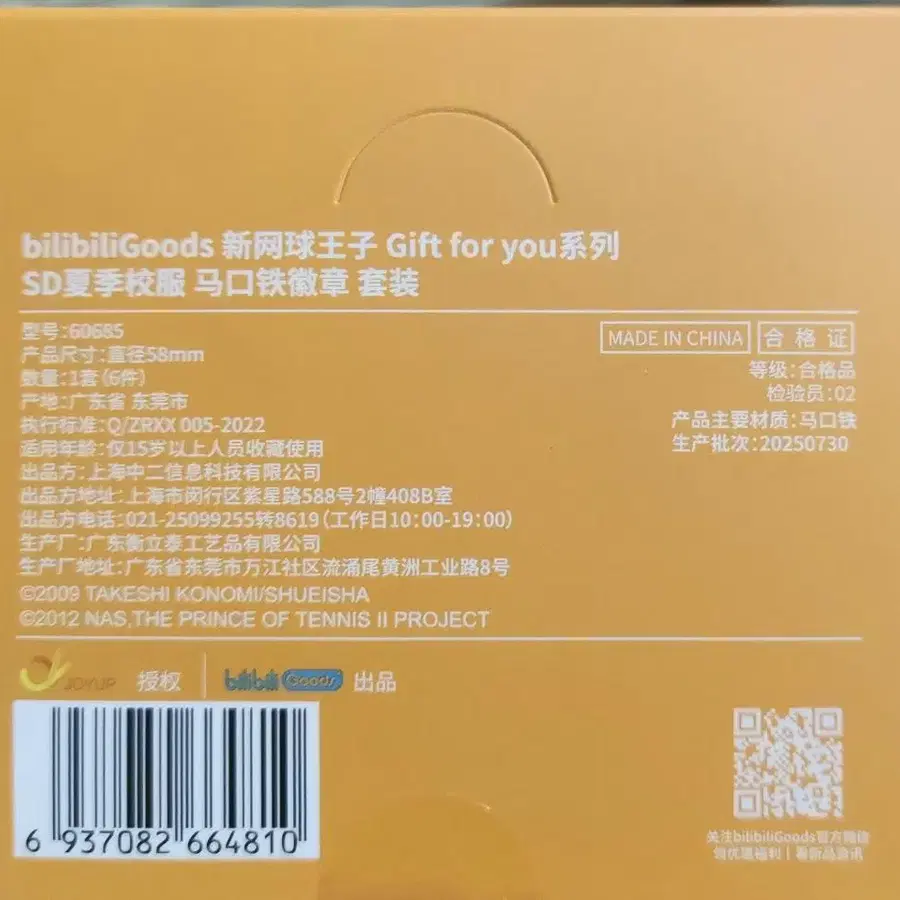 bilibiliGoods 新网球王子 Gift for you系列
SD夏季校服 马口铁徽章 套装
型号:60685
产品尺寸:直径58mm
数量:1套(6件)
产地:广东省 东莞市
执行标准:Q/ZRXX 005-2022
适用年龄:仅15岁以上人员收藏使用
出品方:上海中二信息科技有限公司
出品方地址:上海市闵行区紫星路588号2幢408B室
出品方电话:021-25099255转8619(工作日10:00-19:00)
生产厂:广东衡立泰工艺品有限公司
生产厂地址:广东省东莞市万江社区流涌尾黄洲工业路8号
©2009 TAKESHI KONOMI/SHUEISHA
©2012 NAS,THE PRINCE OF TENNIS II PROJECT
MADE IN CHINA 合格证
等级:合格品
检验员:02
产品主要材质:马口铁
生产批次:20250730
JOYUP 授权 bilibili Goods 出品
6 937082 664810
关注bilibiliGoods官方微信
领优惠福利 | 看新品资讯